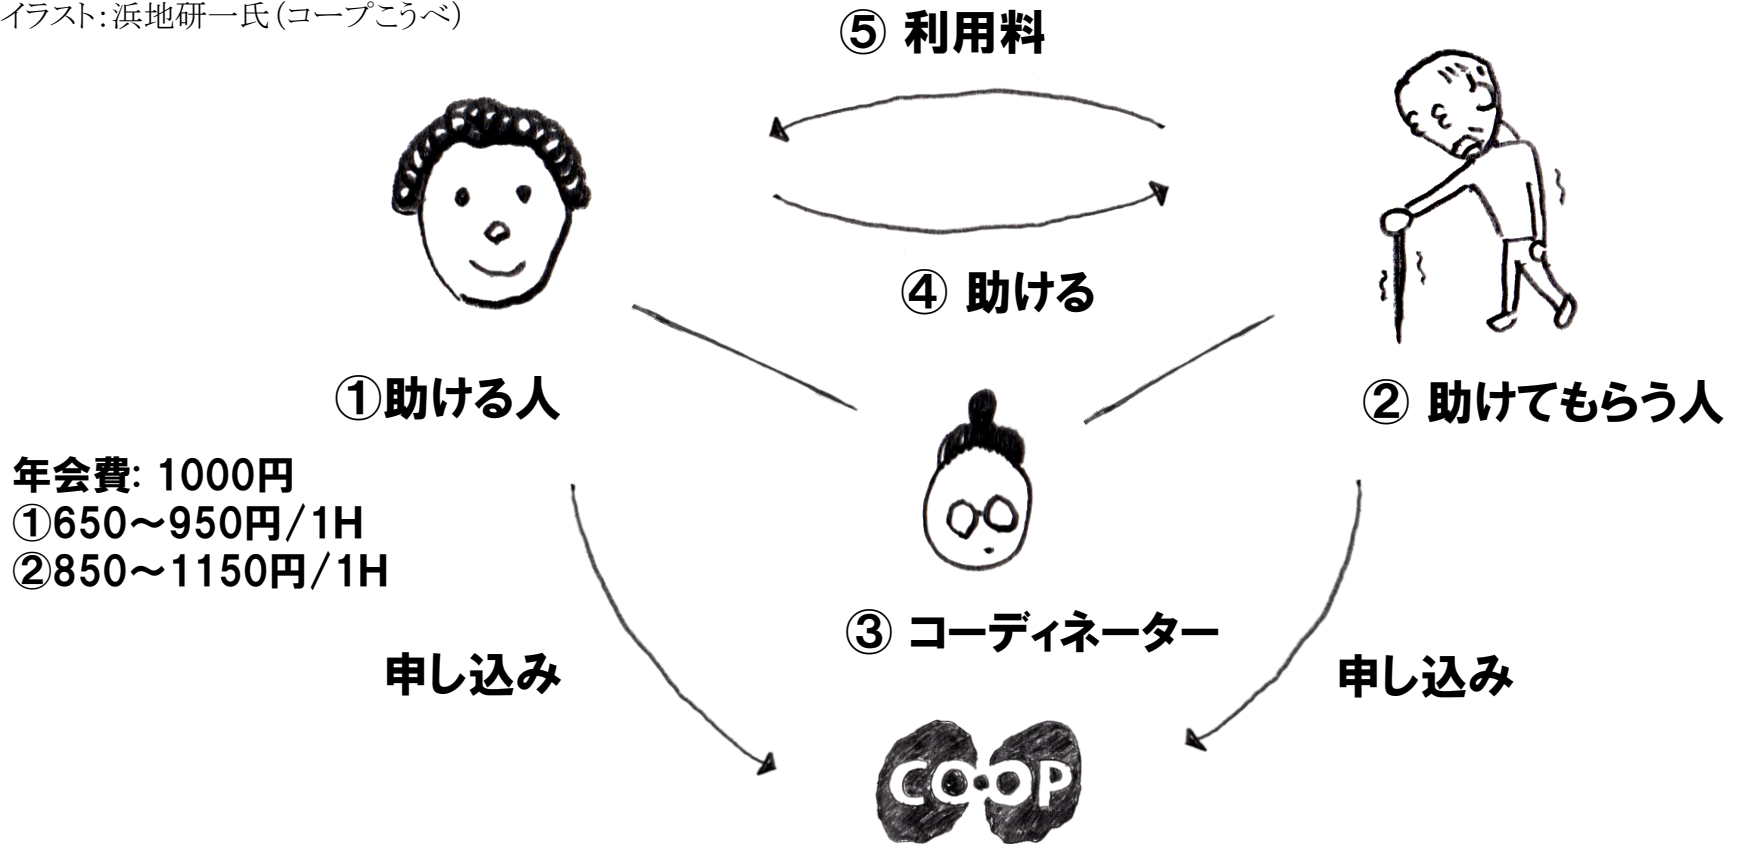 イラスト：浜地研一氏（コープこうべ）
⑤ 利用料
④ 助ける
①助ける人
② 助けてもらう人
年会費: 1000円
①650～950円/1H
②850～1150円/1H
③ コーディネーター
申し込み
申し込み
CO・OP